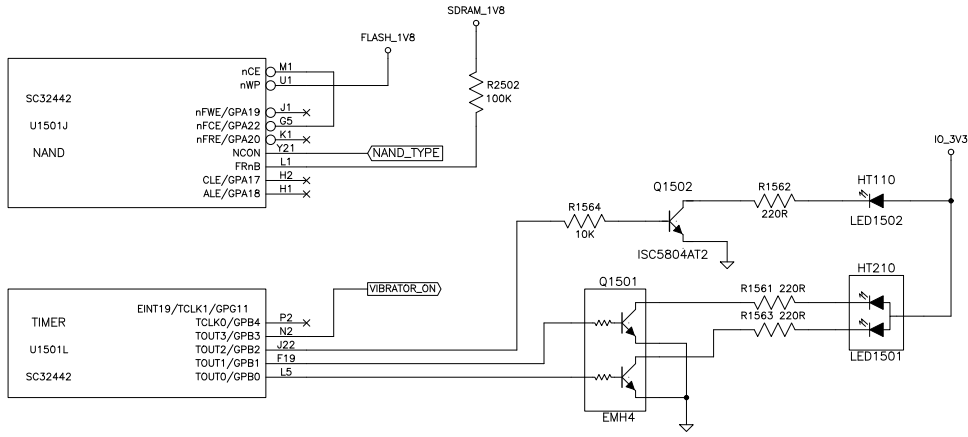 SDRAM_1V8
FLASH_1V8
nCE M1
nWP U1
SC32442
R2502
100K
nFWE/GPA19 J1
U1501J
nFCE/GPA22 G5
nFRE/GPA20 K1
NAND
NCON Y21
NAND_TYPE
FRnB L1
IO_3V3
CLE/GPA17 H2
ALE/GPA18 H1
Q1502
R1562
HT110
R1564
220R
10K
LED1502
ISC5804AT2
HT210
VIBRATOR_ON
Q1501
R1561 220R
EINT19/TCLK1/GPG11
TIMER
TCLK0/GPB4 P2
R1563 220R
TOUT3/GPB3 N2
U1501L
TOUT2/GPB2 J22
LED1501
TOUT1/GPB1 F19
SC32442
TOUT0/GPB0 L5
EMH4